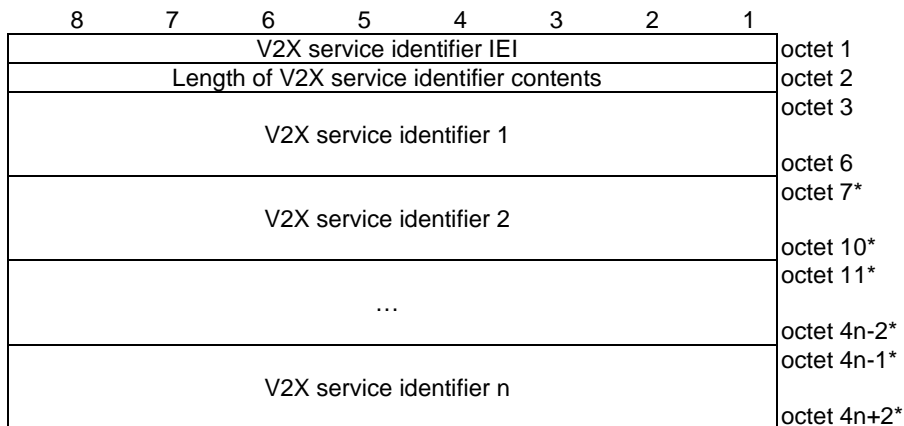 8 7 6 5 4 3 2 1
V2X service identifier IEI octet 1
Length of V2X service identifier contents octet 2
octet 3
V2X service identifier 1
octet 6
octet 7*
V2X service identifier 2
octet 10*
octet 11*
…
octet 4n-2*
octet 4n-1*
V2X service identifier n
octet 4n+2*